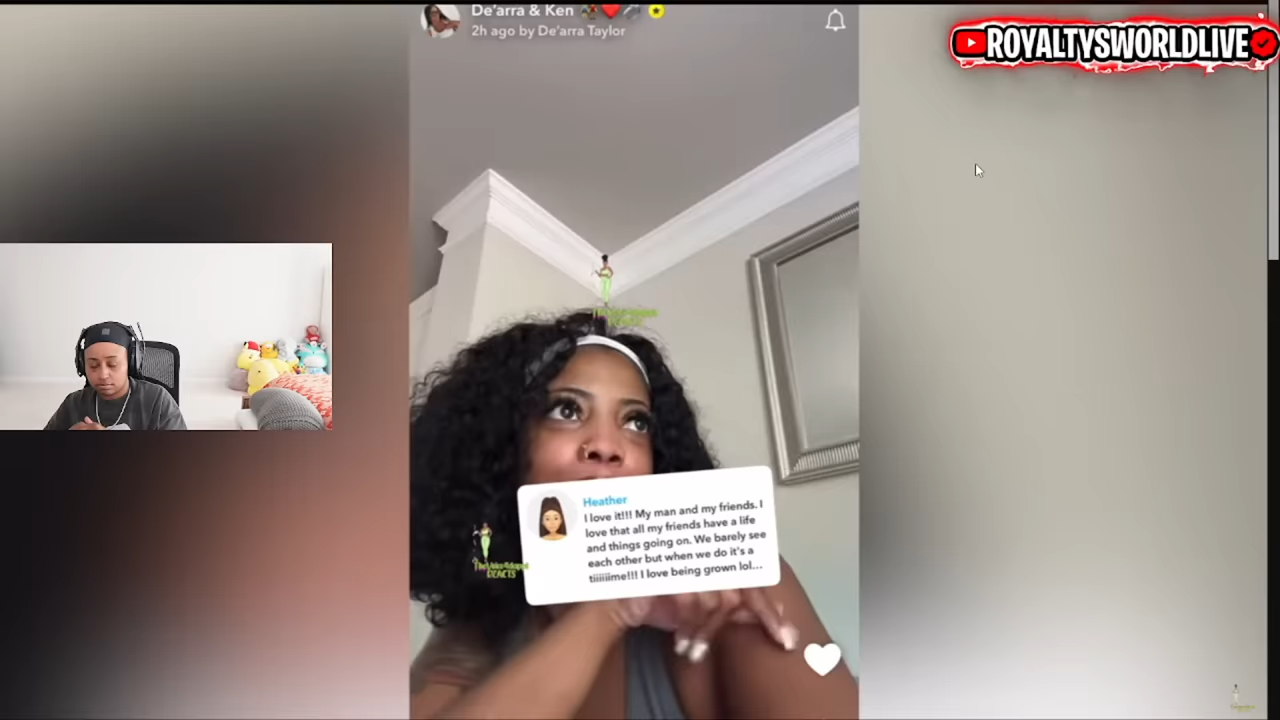 De'arra & Ken
2h ago by De'arra Taylor
ROYALTYSWORLDLIVE
Heather
I love it!!! My man and my friends. I
love that all my friends have a life
and things going on. We barely see
each other but when we do it's a
tiiiiiime!!! I love being grown lol...
REACTS